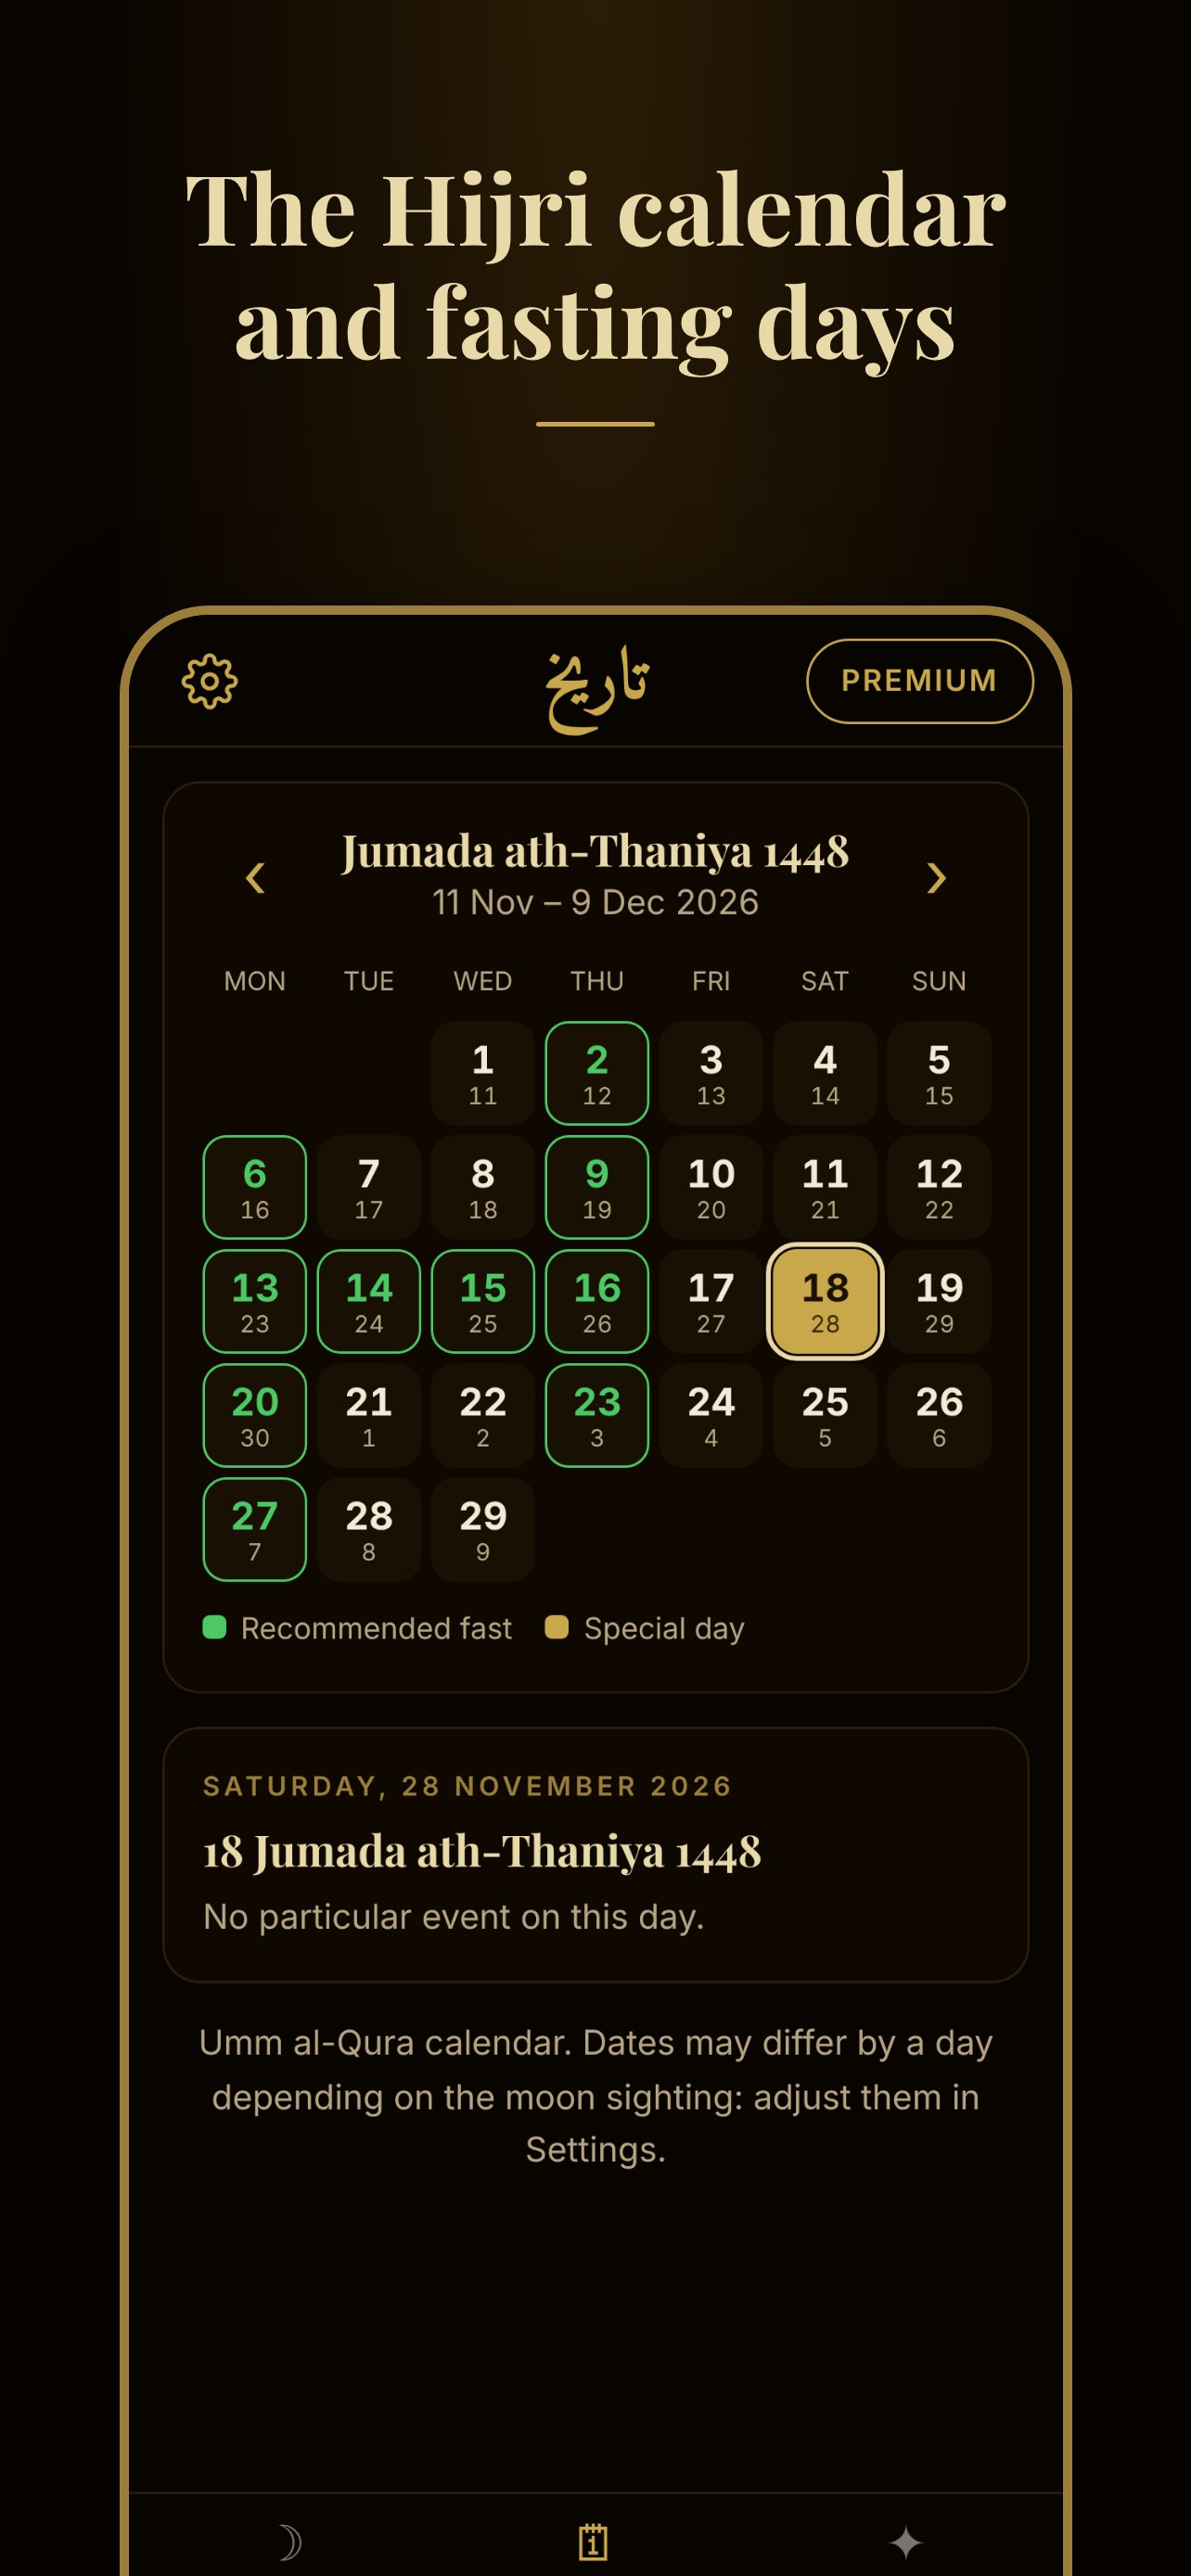 The Hijri calendar
and fasting days
تاريخ
PREMIUM
Jumada ath-Thaniya 1448
11 Nov – 9 Dec 2026
MON TUE WED THU FRI SAT SUN
1 2 3 4 5
11 12 13 14 15
6 7 8 9 10 11 12
16 17 18 19 20 21 22
13 14 15 16 17 18 19
23 24 25 26 27 28 29
20 21 22 23 24 25 26
30 1 2 3 4 5 6
27 28 29
7 8 9
Recommended fast Special day
SATURDAY, 28 NOVEMBER 2026
18 Jumada ath-Thaniya 1448
No particular event on this day.
Umm al-Qura calendar. Dates may differ by a day
depending on the moon sighting: adjust them in
Settings.
1